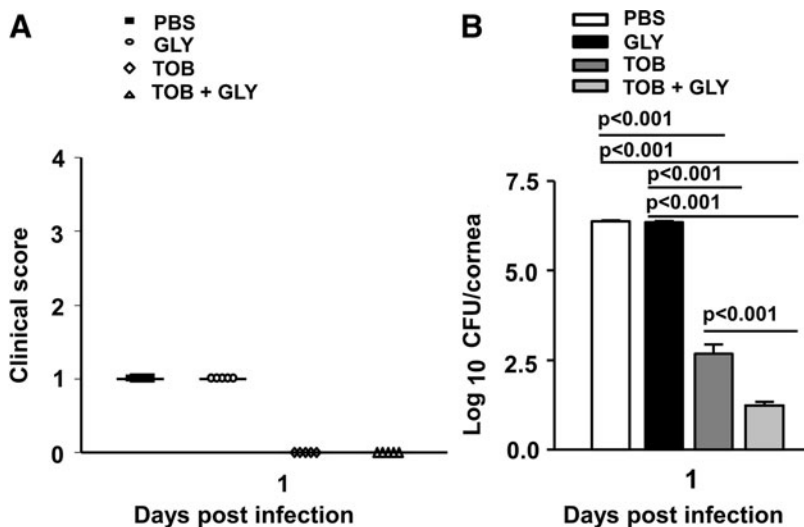 A
PBS
GLY
TOB
TOB + GLY
4
3
2
1
0
Clinical score
1
Days post infection
B
PBS
GLY
TOB
TOB + GLY
p<0.001
p<0.001
p<0.001
p<0.001
p<0.001
7.5
5.0
2.5
0.0
Log 10 CFU/cornea
1
Days post infection